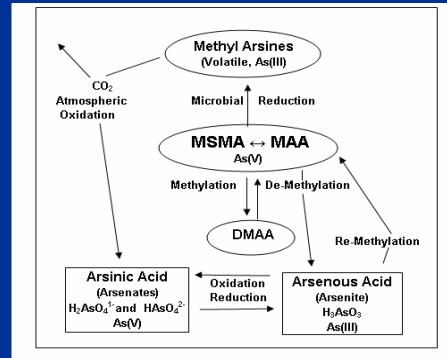 Methyl Arsines
(Volatile, As(III)
CO₂
Atmospheric
Oxidation
Microbial Reduction
MSMA ↔ MAA
As(V)
Methylation De-Methylation
DMAA
Re-Methylation
Arsinic Acid
(Arsenates)
H₂AsO₄¹⁻ and HAsO₄²⁻
As(V)
Oxidation
Reduction
Arsenous Acid
(Arsenite)
H₃AsO₃
As(III)